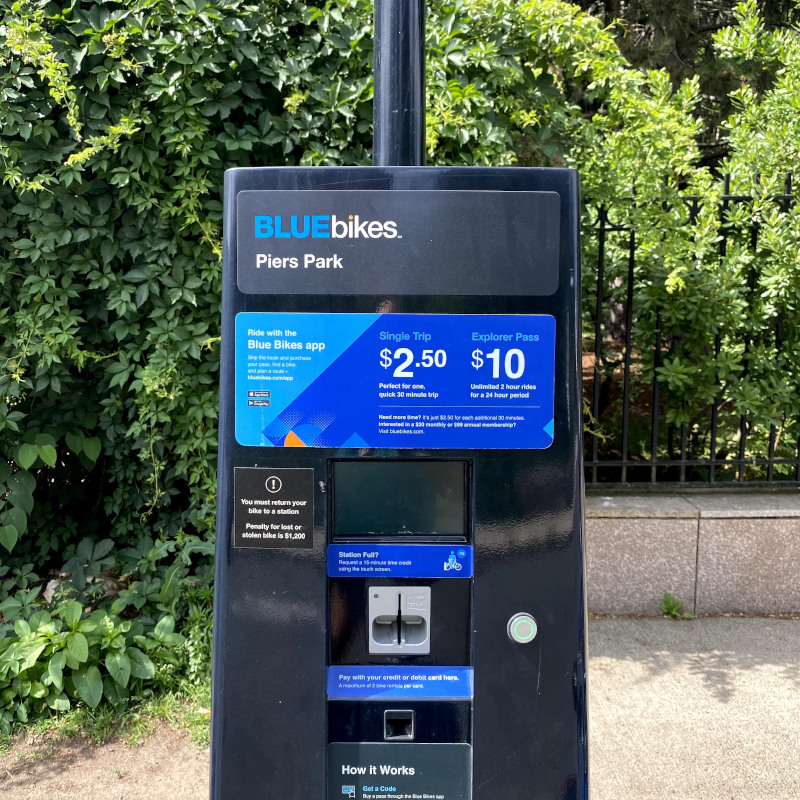 BLUEbikes
Piers Park
Ride with the
Blue Bikes app
Skip the kiosk and purchase
your pass, find a bike,
and plan a route –
bluebikes.com/app
App Store
Google Play
Single Trip
$2.50
Perfect for one,
quick 30 minute trip
Explorer Pass
$10
Unlimited 2 hour rides
for a 24 hour period
Need more time? It's just $2.50 for each additional 30 minutes.
Interested in a $20 monthly or $99 annual membership?
Visit bluebikes.com.
!
You must return your
bike to a station
Penalty for lost or
stolen bike is $1,200
Station Full?
Request a 15-minute time credit
using the touch screen.
Pay with your credit or debit card here.
A maximum of 2 bike rentals per card.
How it Works
Get a Code
Buy a pass through the Blue Bikes app